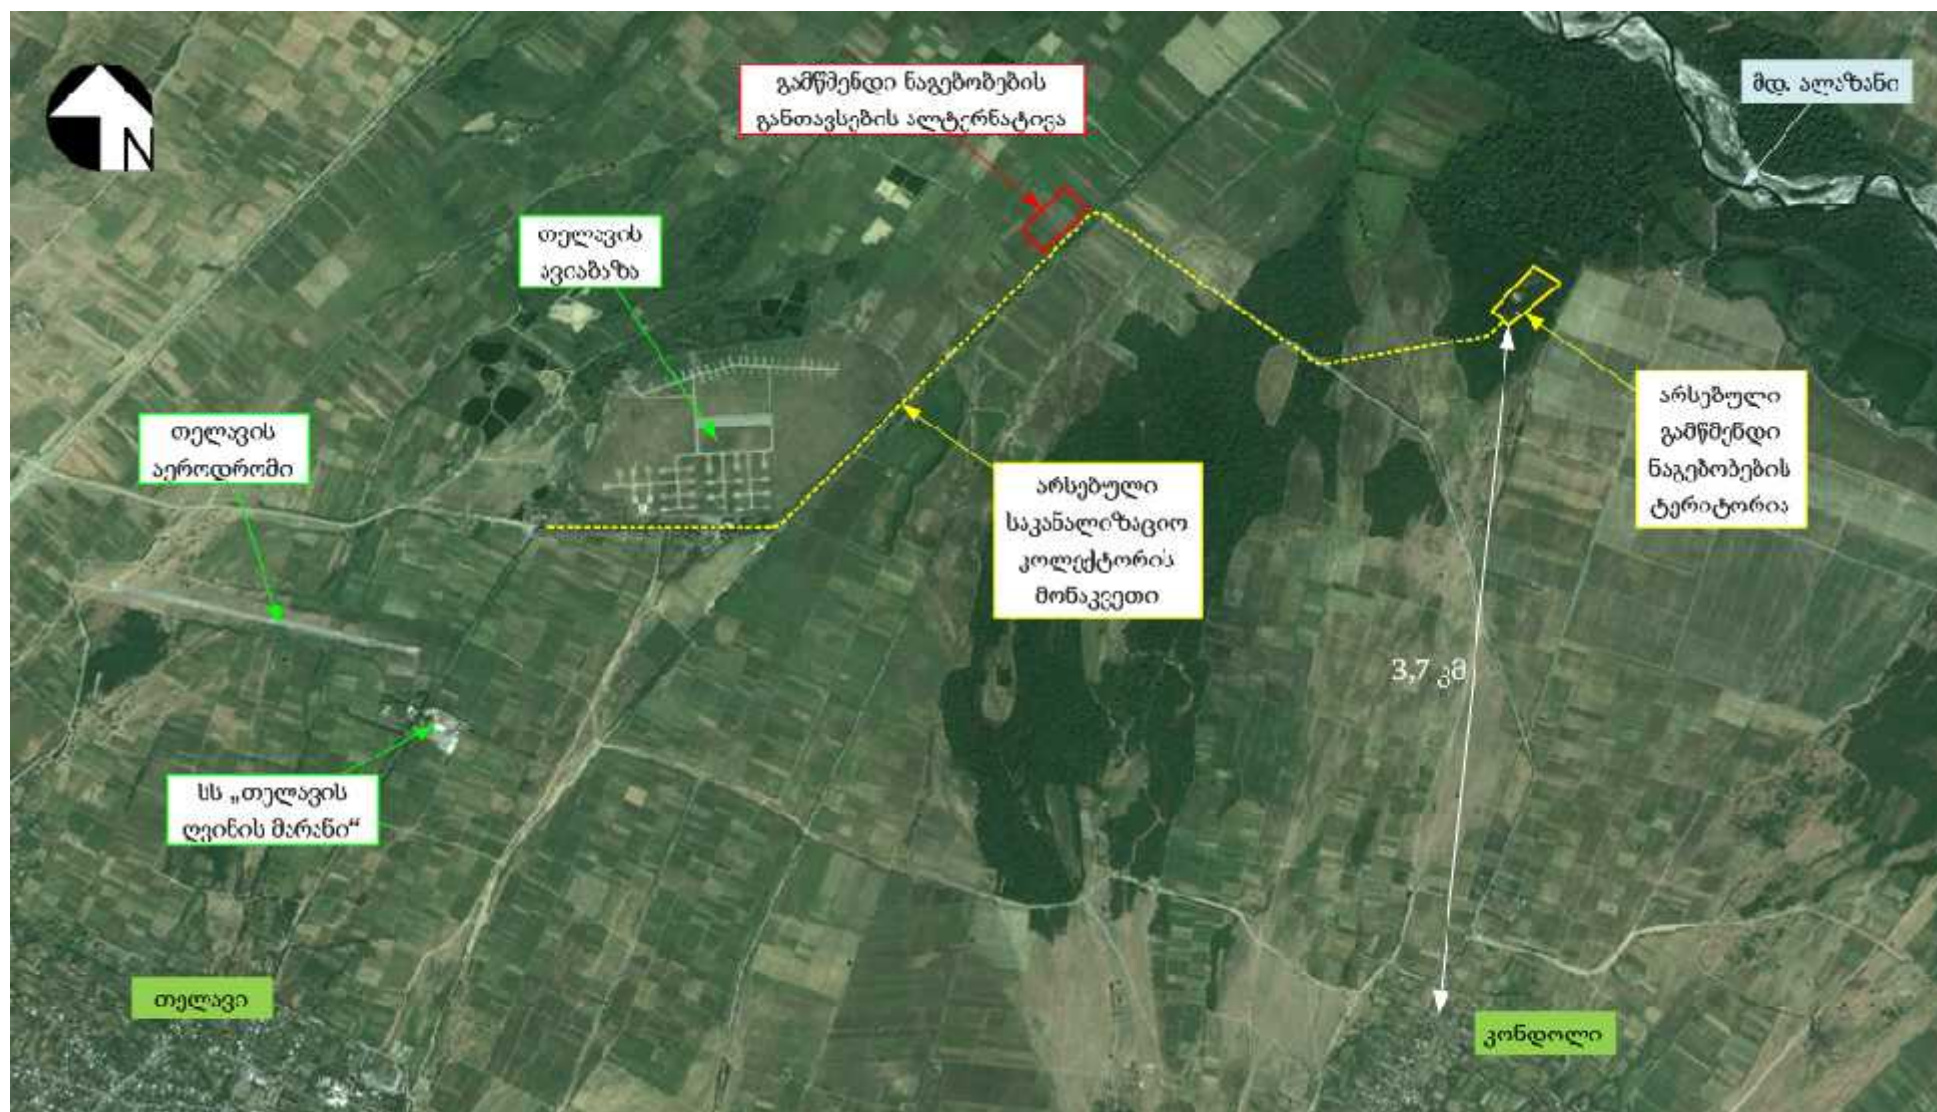 გამწმენდი ნაგებობების
განთავსების ალტერნატივა
მდ. ალაზანი
N
თელავის
ავიაბაზა
თელავის
აეროდრომი
არსებული
გამწმენდი
ნაგებობების
ტერიტორია
არსებული
საკანალიზაციო
კოლექტორის
მონაკვეთი
3,7 კმ
სს „თელავის
ღვინის მარანი“
თელავი
კონდოლი